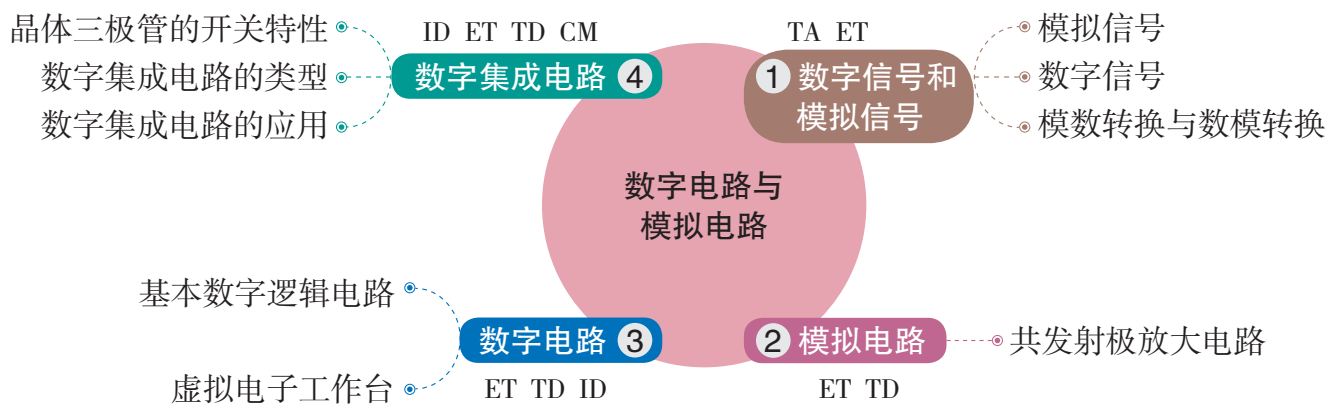 晶体三极管的开关特性
数字集成电路的类型
数字集成电路的应用
ID ET TD CM
数字集成电路 4
TA ET
1 数字信号和
模拟信号
模拟信号
数字信号
模数转换与数模转换
数字电路与
模拟电路
基本数字逻辑电路
虚拟电子工作台
数字电路 3
ET TD ID
2 模拟电路
ET TD
共发射极放大电路